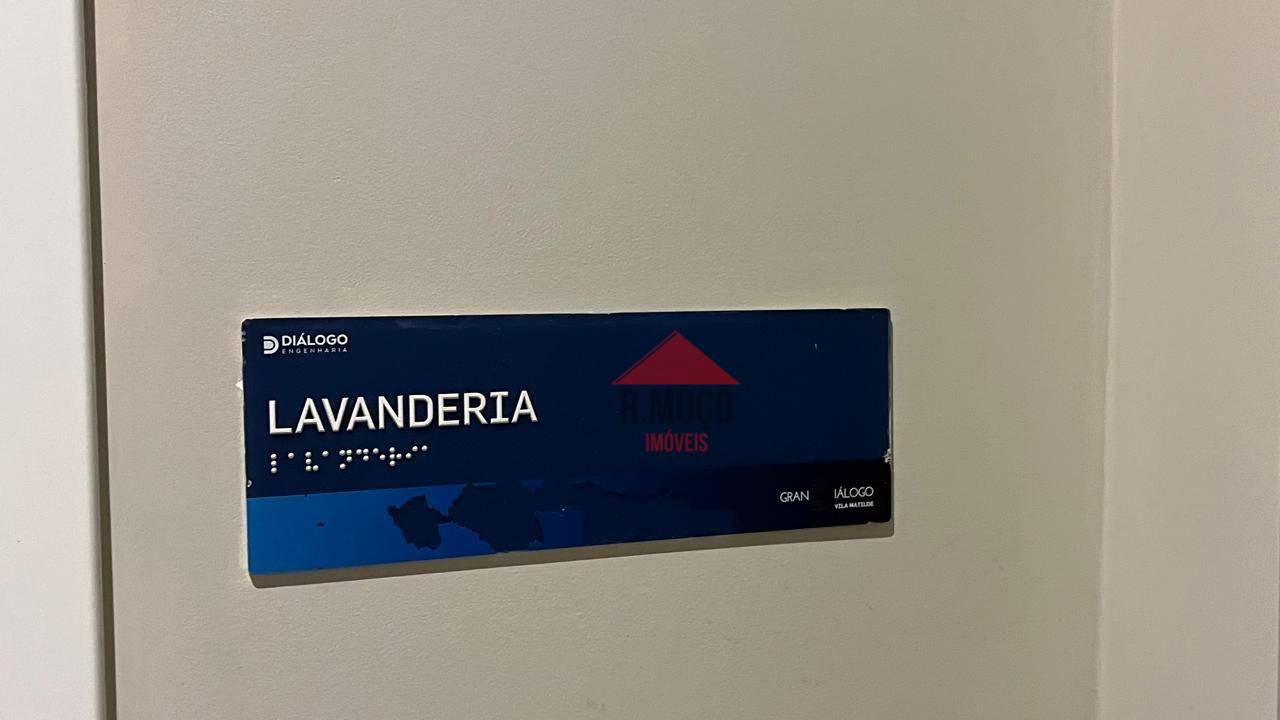 DIÁLOGO
ENGENHARIA
LAVANDERIA
⠇⠁⠧⠁⠝⠙⠑⠗⠊⠁
R.MOCO
IMÓVEIS
GRAN IÁLOGO
VILA MATILDE